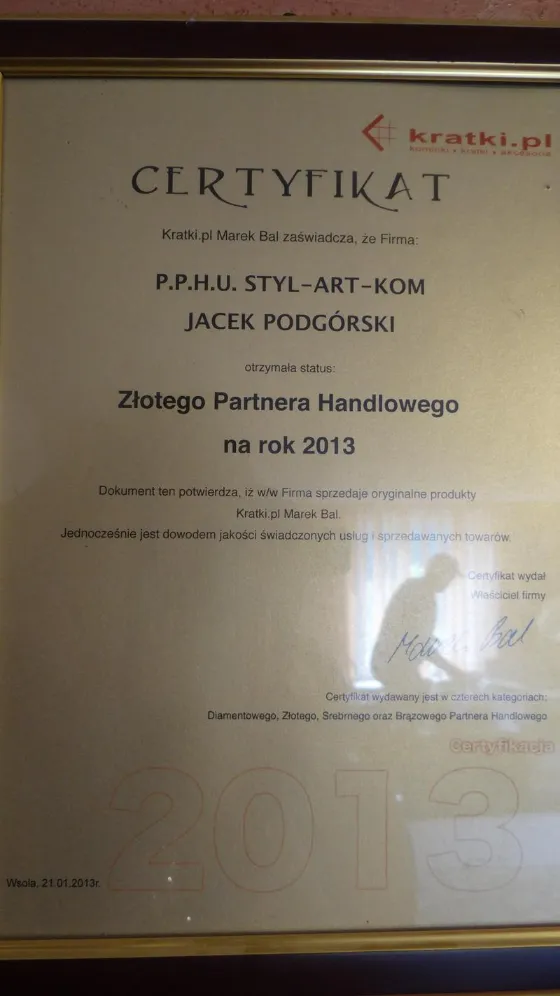 kratki.pl
kominki • kratki • akcesoria
CERTYFIKAT
Kratki.pl Marek Bal zaświadcza, że Firma:
P.P.H.U. STYL-ART-KOM
JACEK PODGÓRSKI
otrzymała status:
Złotego Partnera Handlowego
na rok 2013
Dokument ten potwierdza, iż w/w Firma sprzedaje oryginalne produkty
Kratki.pl Marek Bal.
Jednocześnie jest dowodem jakości świadczonych usług i sprzedawanych towarów.
Certyfikat wydał
Właściciel firmy
Marek Bal
Certyfikat wydawany jest w czterech kategoriach:
Diamentowego, Złotego, Srebrnego oraz Brązowego Partnera Handlowego
Certyfikacja
2013
Wsola, 21.01.2013r.